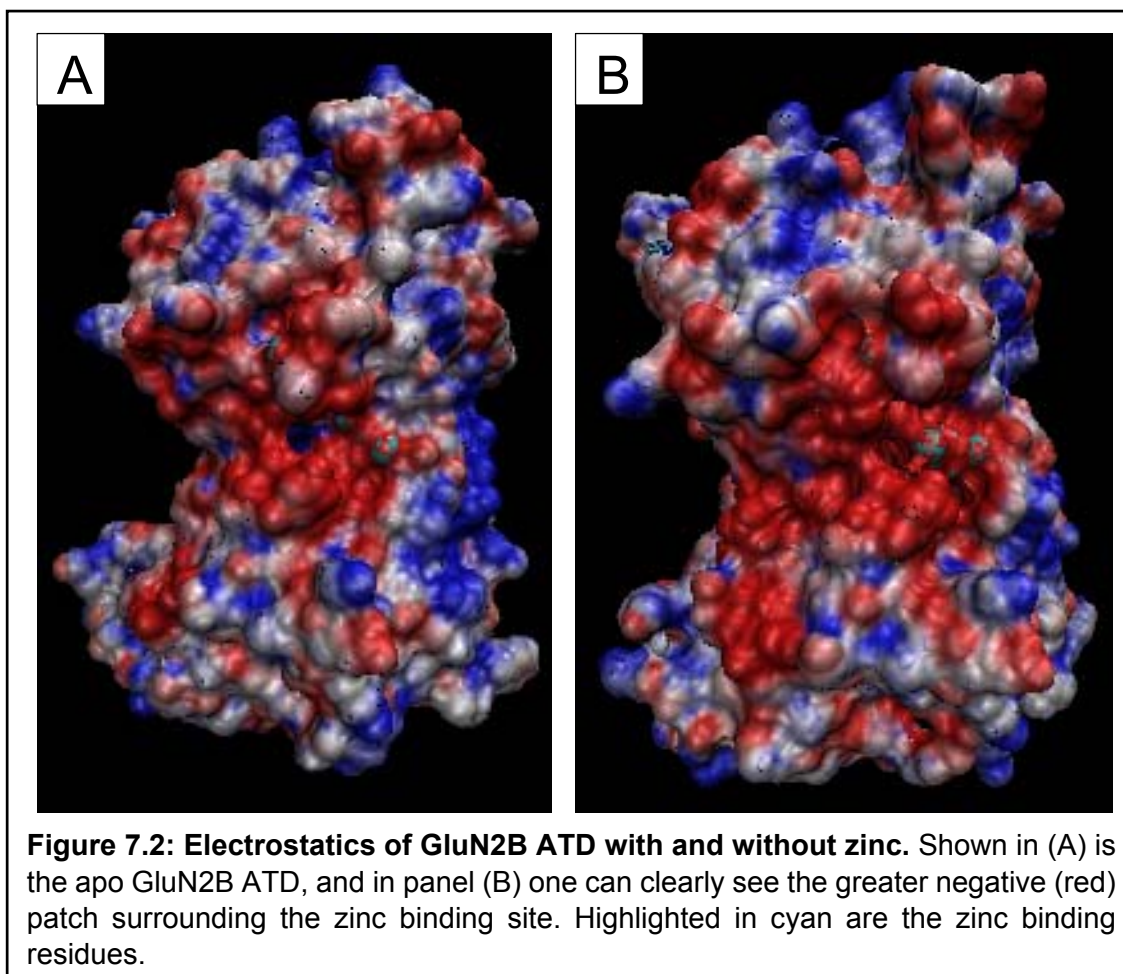 A
B
Figure 7.2: Electrostatics of GluN2B ATD with and without zinc. Shown in (A) is
the apo GluN2B ATD, and in panel (B) one can clearly see the greater negative (red)
patch surrounding the zinc binding site. Highlighted in cyan are the zinc binding
residues.